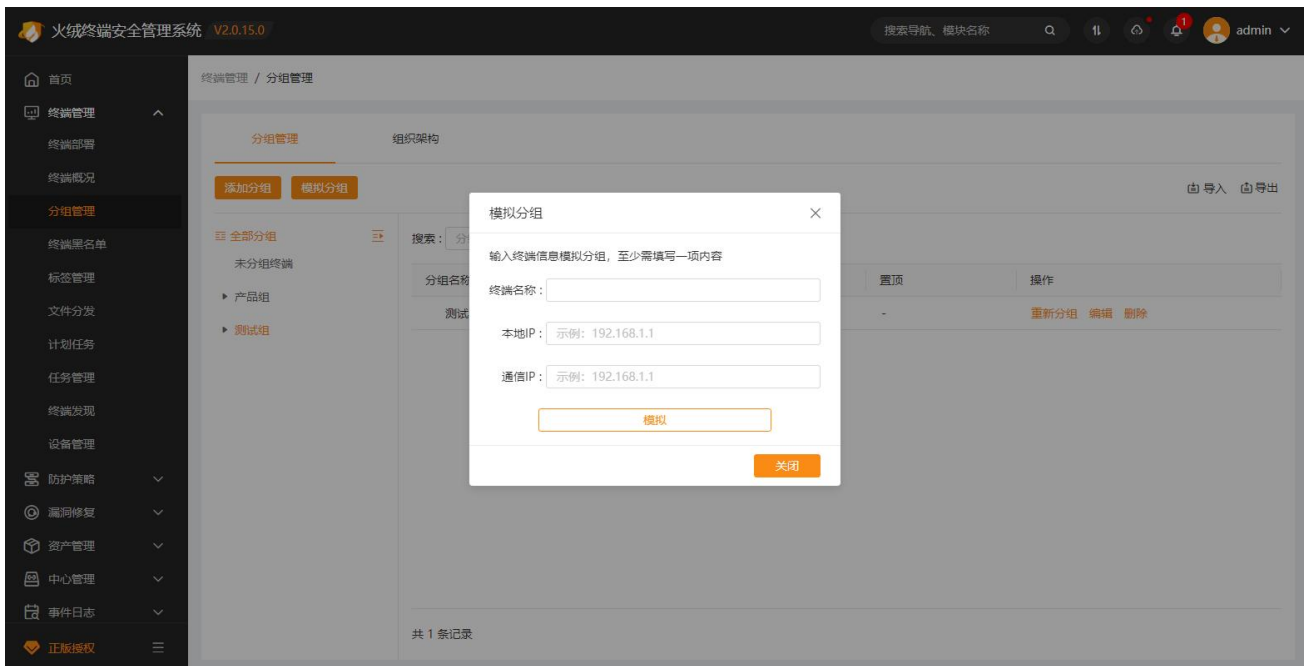 火绒终端安全管理系统 V2.0.15.0
搜索导航、模块名称
1
admin
首页
终端管理
终端部署
终端概况
分组管理
终端黑名单
标签管理
文件分发
计划任务
任务管理
终端发现
设备管理
防护策略
漏洞修复
资产管理
中心管理
事件日志
正版授权
终端管理 / 分组管理
分组管理 组织架构
添加分组 模拟分组
导入 导出
全部分组
未分组终端
产品组
测试组
搜索：
分组名称 置顶 操作
测试 - 重新分组 编辑 删除
共 1 条记录
模拟分组
输入终端信息模拟分组，至少需填写一项内容
终端名称：
本地IP： 示例：192.168.1.1
通信IP： 示例：192.168.1.1
模拟
关闭